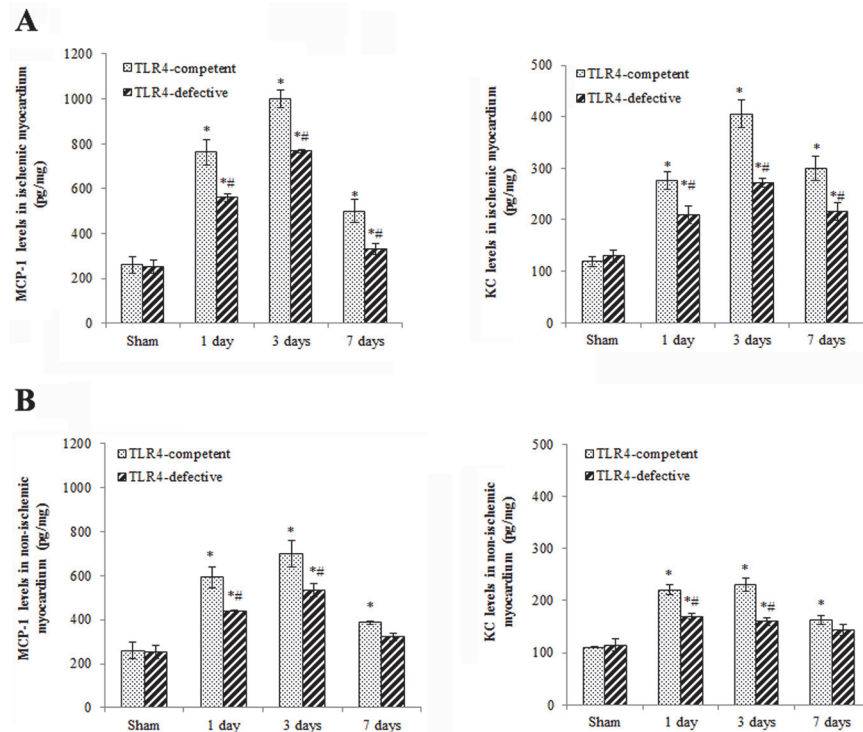 A
1200
1000
800
600
400
200
0
MCP-1 levels in ischemic myocardium
(pg/mg)
TLR4-competent
TLR4-defective
*
*#
*
*#
*
*#
Sham 1 day 3 days 7 days
500
400
300
200
100
0
KC levels in ischemic myocardium
(pg/mg)
TLR4-competent
TLR4-defective
*
*#
*
*#
*
*#
Sham 1 day 3 days 7 days
B
1200
1000
800
600
400
200
0
MCP-1 levels in non-ischemic
myocardium (pg/mg)
TLR4-competent
TLR4-defective
*
*#
*
*#
*
Sham 1 day 3 days 7 days
500
400
300
200
100
0
KC levels in non-ischemic
myocardium (pg/mg)
TLR4-competent
TLR4-defective
*
*#
*
*#
*
Sham 1 day 3 days 7 days